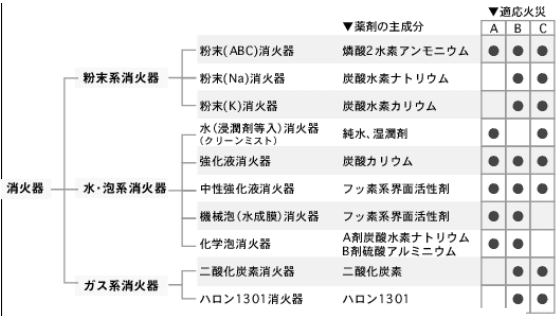 ▼適応火災
▼薬剤の主成分
A B C
粉末(ABC)消火器 燐酸2水素アンモニウム ● ● ●
粉末系消火器
粉末(Na)消火器 炭酸水素ナトリウム ● ●
粉末(K)消火器 炭酸水素カリウム ● ●
水(浸潤剤等入)消火器 純水、湿潤剤 ● ●
(クリーンミスト)
強化液消火器 炭酸カリウム ● ● ●
消火器 水・泡系消火器 中性強化液消火器 フッ素系界面活性剤 ● ● ●
機械泡(水成膜)消火器 フッ素系界面活性剤 ● ●
化学泡消火器 A剤炭酸水素ナトリウム ● ●
B剤硫酸アルミニウム
二酸化炭素消火器 二酸化炭素 ● ●
ガス系消火器
ハロン1301消火器 ハロン1301 ● ●